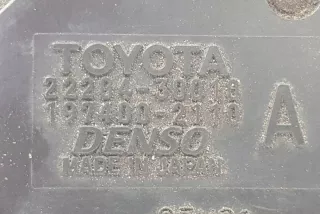 TOYOTA
22204-30010
197400-2110
DENSO
MADE IN JAPAN
A